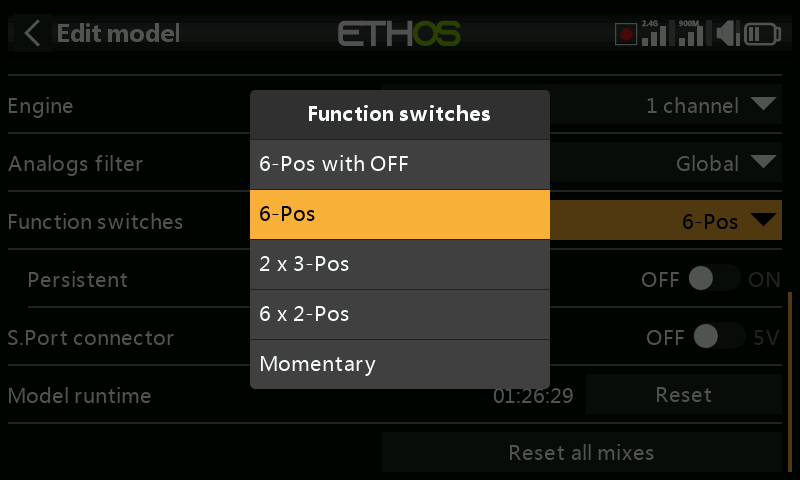 Edit model
ETHOS
2.4G
900M
Function switches
6-Pos with OFF
6-Pos
2 x 3-Pos
6 x 2-Pos
Momentary
Engine
1 channel
Analogs filter
Global
Function switches
6-Pos
Persistent
OFF ON
S.Port connector
OFF 5V
Model runtime
01:26:29
Reset
Reset all mixes